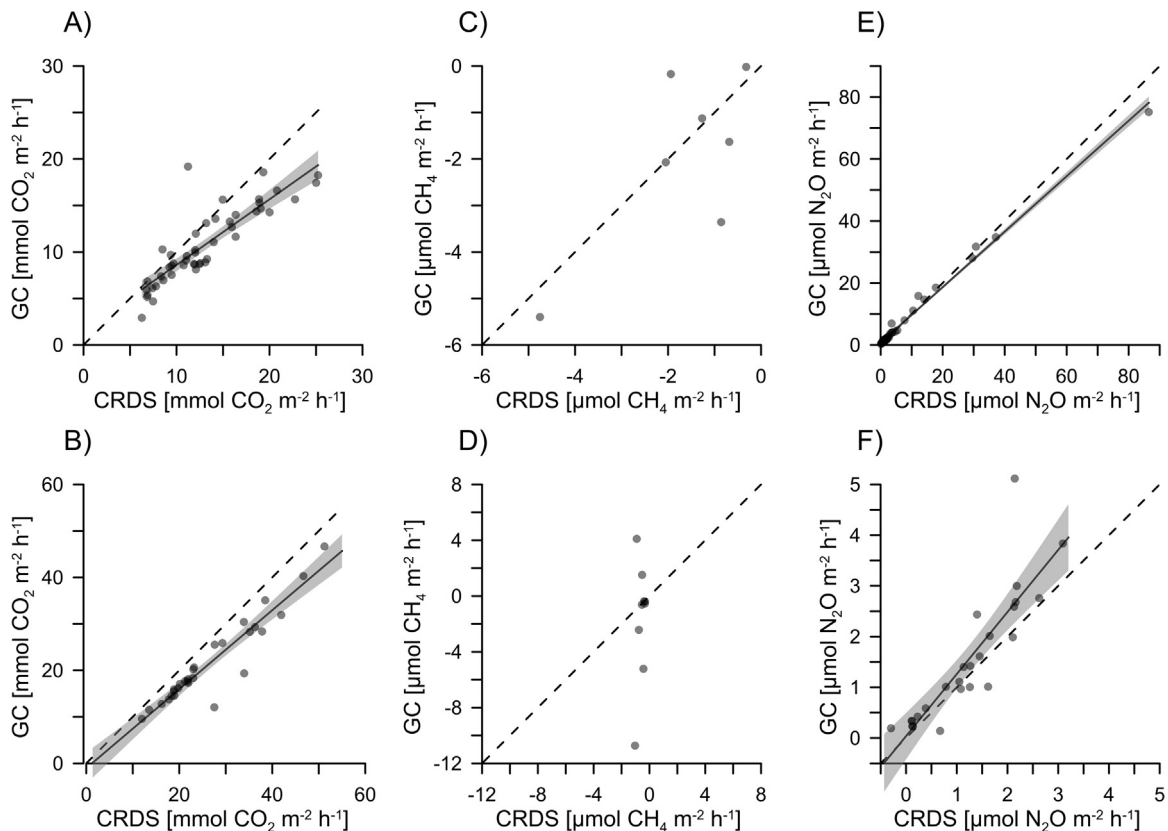 A)
GC [mmol CO₂ m⁻² h⁻¹]
30
20
10
0
0 10 20 30
CRDS [mmol CO₂ m⁻² h⁻¹]
C)
GC [µmol CH₄ m⁻² h⁻¹]
0
-2
-4
-6
-6 -4 -2 0
CRDS [µmol CH₄ m⁻² h⁻¹]
E)
GC [µmol N₂O m⁻² h⁻¹]
80
60
40
20
0
0 20 40 60 80
CRDS [µmol N₂O m⁻² h⁻¹]
B)
GC [mmol CO₂ m⁻² h⁻¹]
60
40
20
0
0 20 40 60
CRDS [mmol CO₂ m⁻² h⁻¹]
D)
GC [µmol CH₄ m⁻² h⁻¹]
8
4
0
-4
-8
-12
-12 -8 -4 0 4 8
CRDS [µmol CH₄ m⁻² h⁻¹]
F)
GC [µmol N₂O m⁻² h⁻¹]
5
4
3
2
1
0
0 1 2 3 4 5
CRDS [µmol N₂O m⁻² h⁻¹]